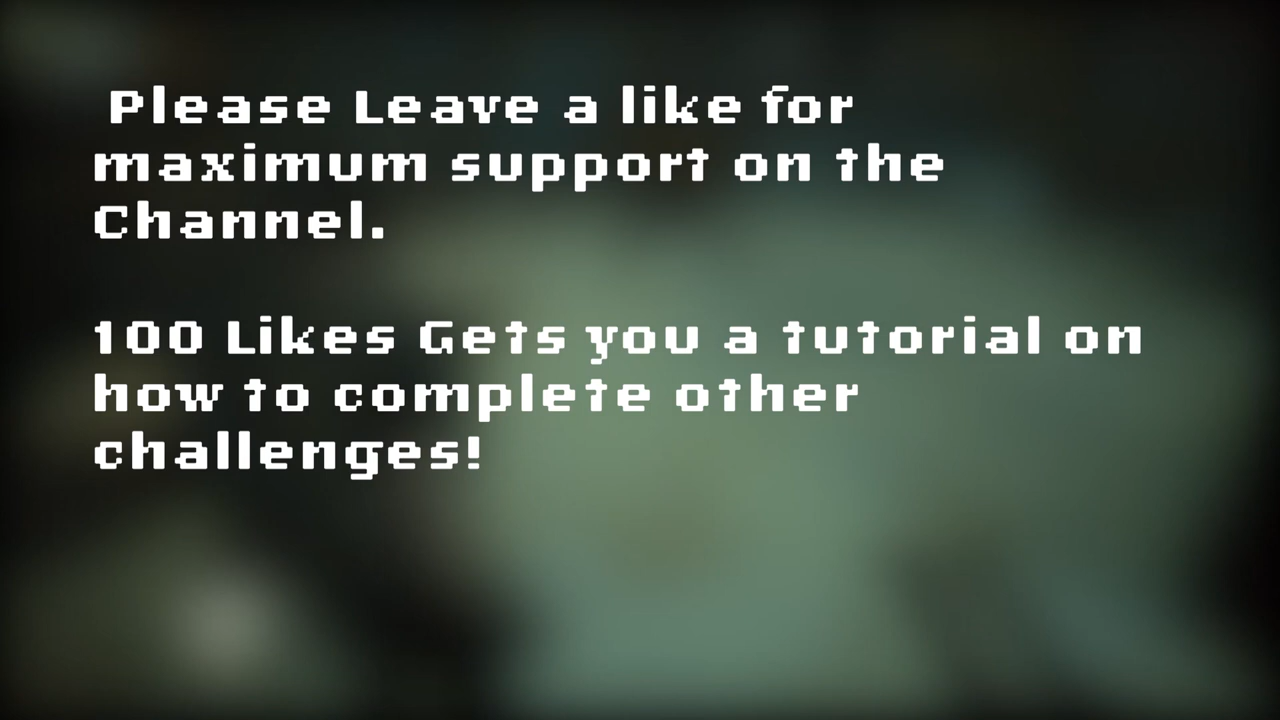 Please Leave a like for
maximum support on the
Channel.
100 Likes Gets you a tutorial on
how to complete other
challenges!